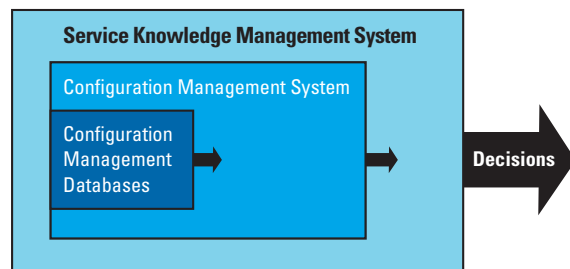 Service Knowledge Management System
Configuration Management System
Configuration
Management
Databases
Decisions